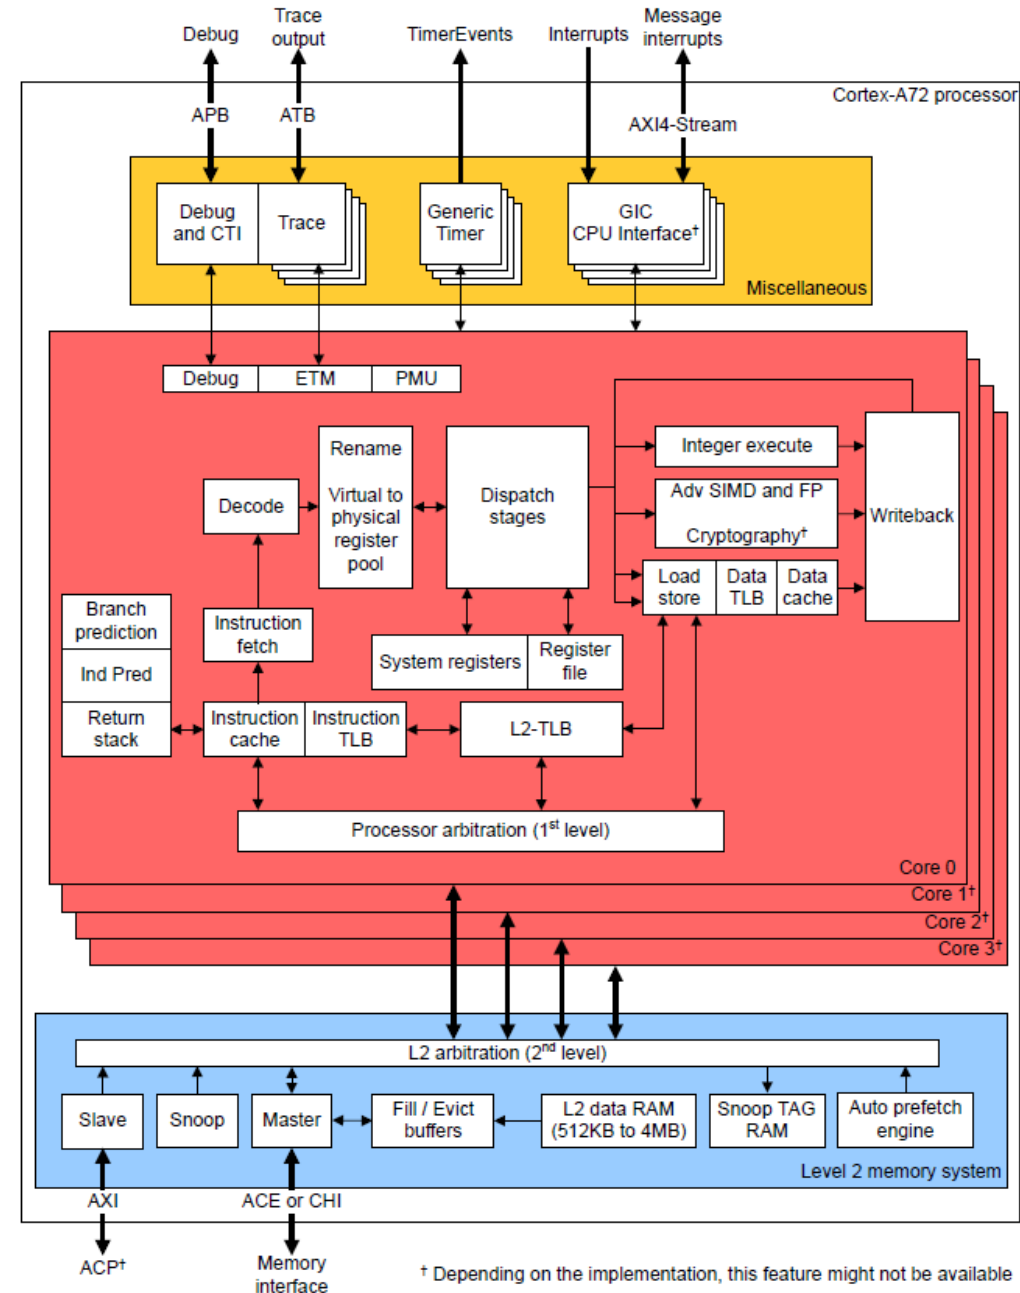 Debug
Trace
output
TimerEvents
Interrupts
Message
interrupts
Cortex-A72 processor
APB
ATB
AXI4-Stream
Debug
and CTI
Trace
Generic
Timer
GIC
CPU Interface†
Miscellaneous
Debug
ETM
PMU
Rename
Virtual to
physical
register
pool
Dispatch
stages
Integer execute
Adv SIMD and FP
Cryptography†
Writeback
Decode
Load
store
Data
TLB
Data
cache
Branch
prediction
Ind Pred
Return
stack
Instruction
fetch
System registers
Register
file
Instruction
cache
Instruction
TLB
L2-TLB
Processor arbitration (1st level)
Core 0
Core 1†
Core 2†
Core 3†
L2 arbitration (2nd level)
Slave
Snoop
Master
Fill / Evict
buffers
L2 data RAM
(512KB to 4MB)
Snoop TAG
RAM
Auto prefetch
engine
Level 2 memory system
AXI
ACE or CHI
ACP†
Memory
interface
† Depending on the implementation, this feature might not be available